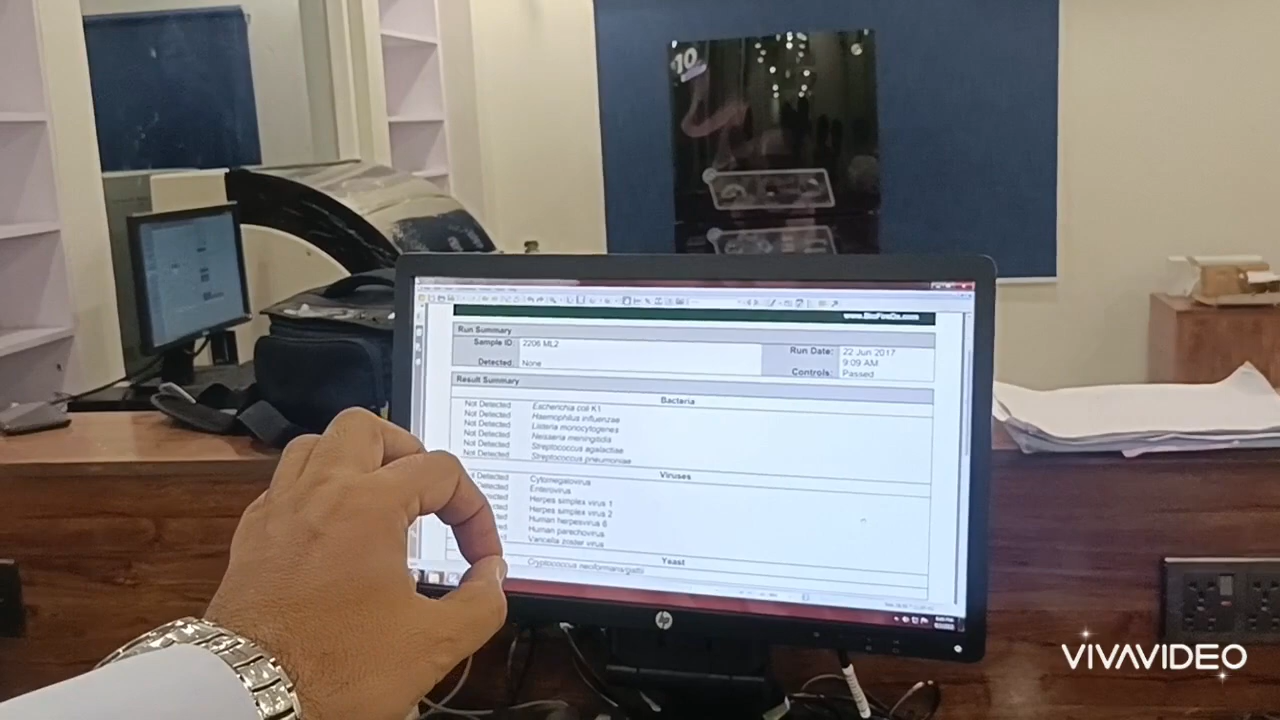 10
www.BioFireDx.com
Run Summary
Sample ID: 2206 ML2
Run Date: 22 Jun 2017
9:09 AM
Detected: None
Controls: Passed
Result Summary
Bacteria
Not Detected Escherichia coli K1
Not Detected Haemophilus influenzae
Not Detected Listeria monocytogenes
Not Detected Neisseria meningitidis
Not Detected Streptococcus agalactiae
Not Detected Streptococcus pneumoniae
Viruses
Detected Cytomegalovirus
Detected Enterovirus
Herpes simplex virus 1
Herpes simplex virus 2
Human herpesvirus 6
Human parechovirus
Varicella zoster virus
Yeast
Cryptococcus neoformans/gattii
hp
VIVAVIDEO